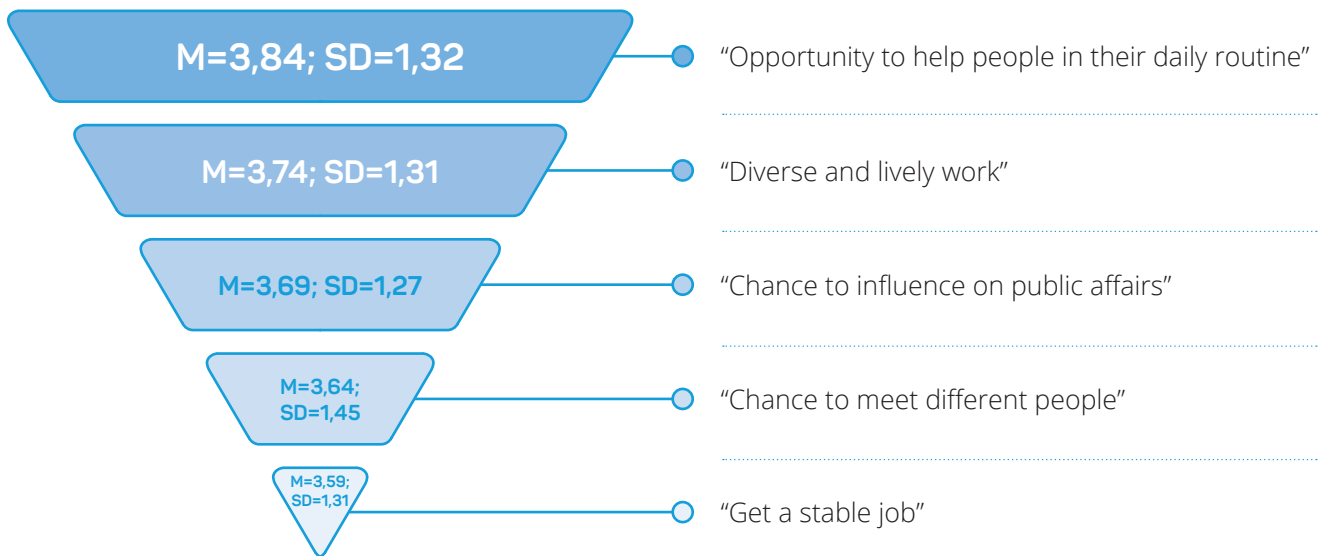 M=3,84; SD=1,32
“Opportunity to help people in their daily routine”
M=3,74; SD=1,31
“Diverse and lively work”
M=3,69; SD=1,27
“Chance to influence on public affairs”
M=3,64;
SD=1,45
“Chance to meet different people”
M=3,59;
SD=1,31
“Get a stable job”